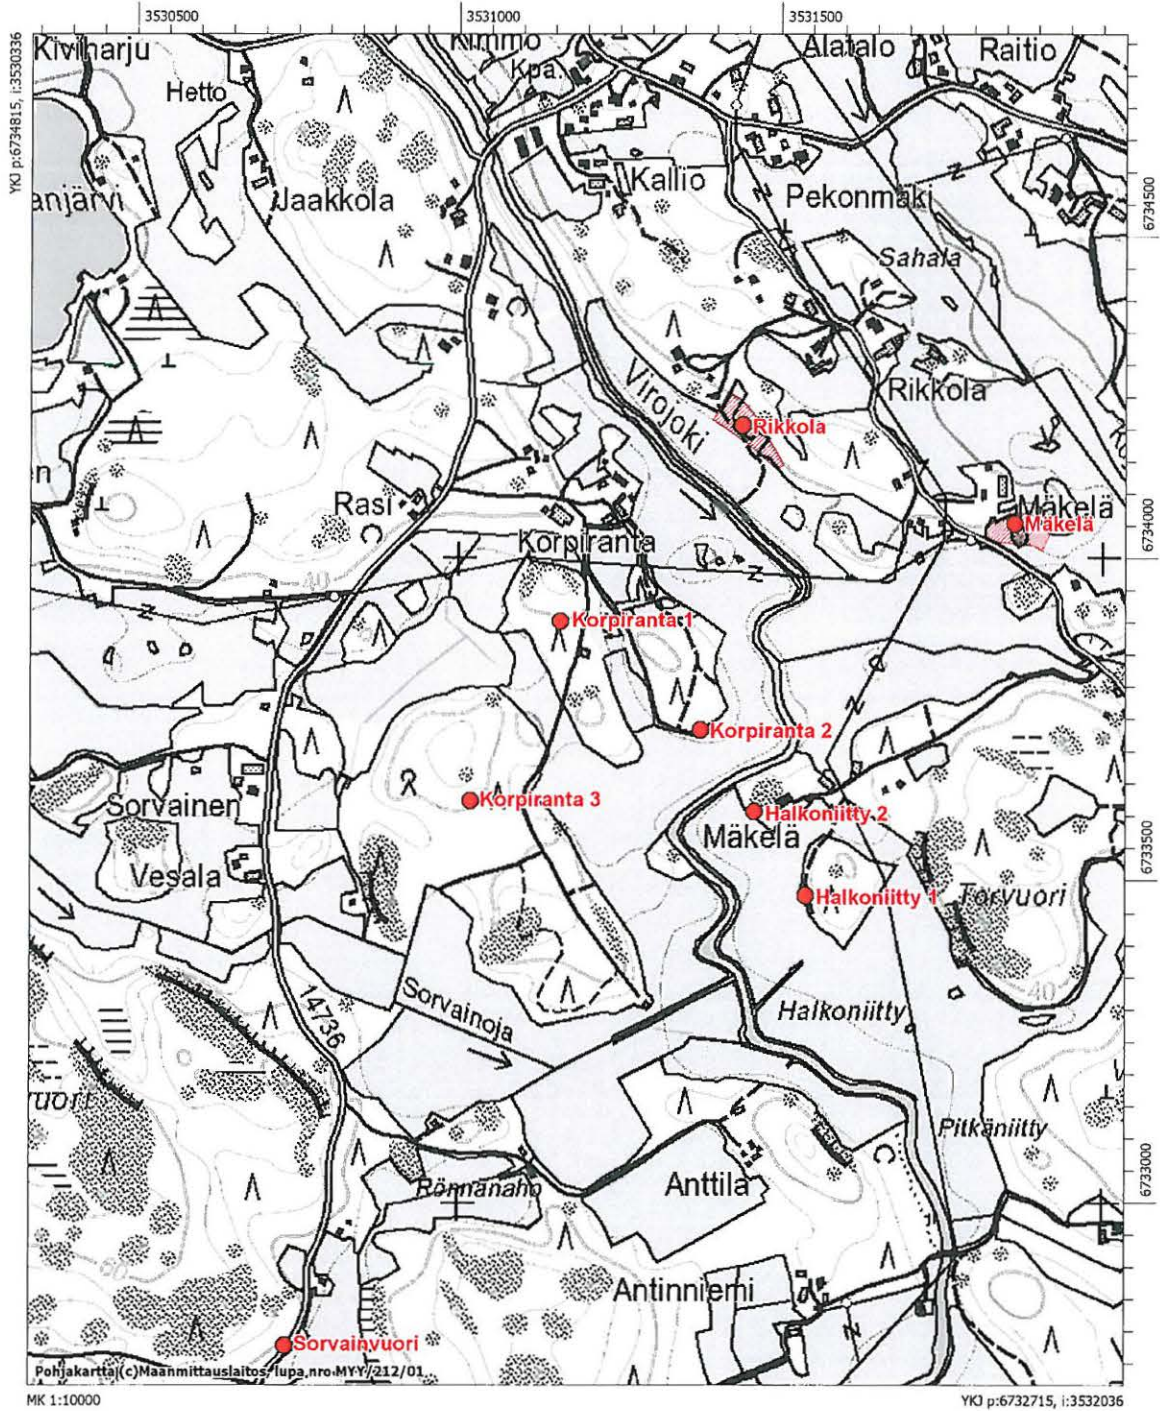 3530500
3531000
3531500
YKJ p:6734815, i:3530336
Kiviharju
Kimmo
Alatalo
Raitio
Kpa.
Hetto
6734500
anjärvi
Jaakkola
Kallio
Pekonmäki
Sahala
Virojoki
Rikkola
Rikkola
n
Rasi
Mäkelä
Mäkelä
6734000
Korpiranta
40
Korpiranta 1
Korpiranta 2
Korpiranta 3
Sorvainen
Halkoniitty 2
Mäkelä
6733500
Vesala
Halkoniitty 1
Torvuori
40
14736
Sorvainoja
Halkoniitty
vuori
Pitkäniitty
6733000
Rönnänaho
Anttila
Antinniemi
Sorvainvuori
Pohjakartta (c)Maanmittauslaitos, lupa nro MYY/212/01
MK 1:10000
YKJ p:6732715, i:3532036